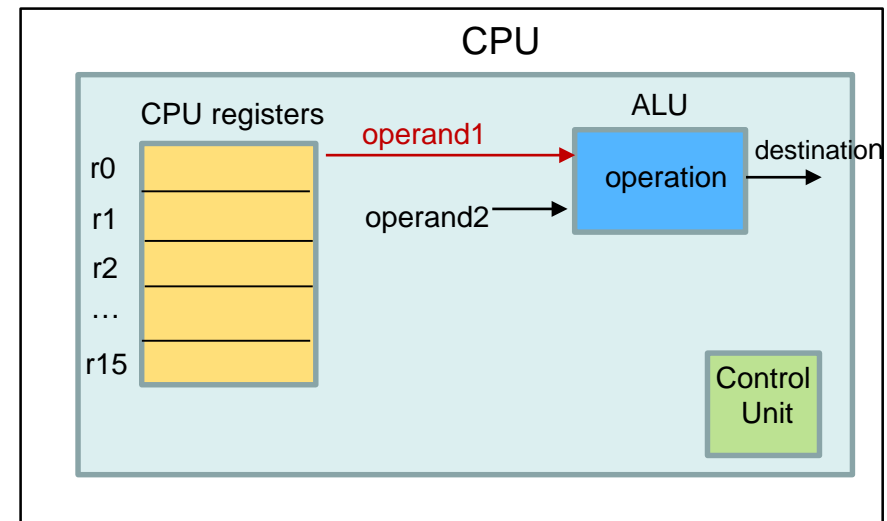 CPU
CPU registers
ALU
operand1
destination
r0
operation
r1
operand2
r2
…
r15
Control
Unit